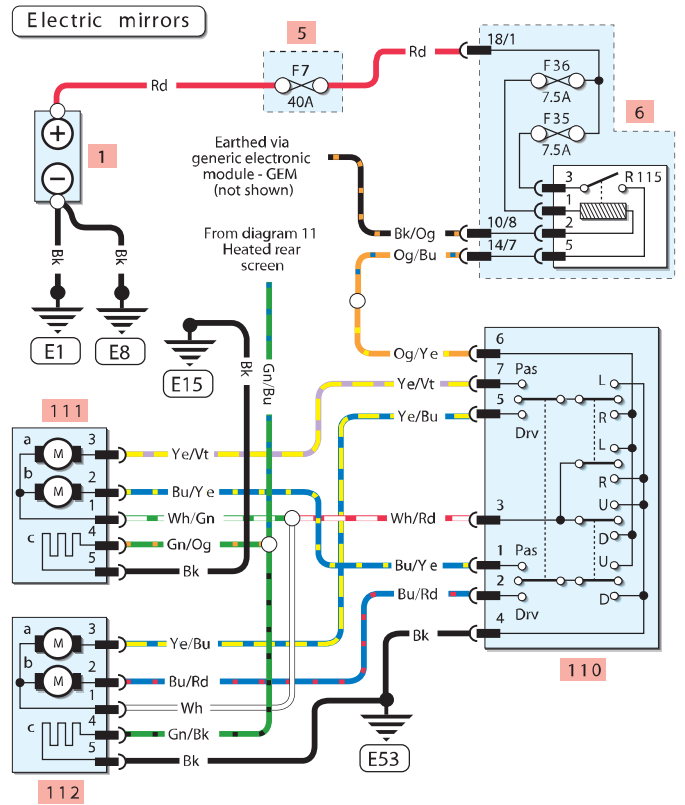 Electric mirrors
5
F7
40A
Rd
Rd
18/1
F36
7.5A
F35
7.5A
6
3
R115
1
2
5
10/8
14/7
+
−
1
Earthed via
generic electronic
module - GEM
(not shown)
Bk/Og
Og/Bu
From diagram 11
Heated rear
screen
Bk
Bk
E1
E8
E15
Bk
Gn/Bu
Og/Ye
Ye/Vt
Ye/Bu
6
7
Pas
5
Drv
L
R
L
R
3
U
D
1
Pas
U
2
D
Drv
4
110
111
a
M
3
b
M
2
1
c
4
5
Ye/Vt
Bu/Ye
Wh/Gn
Gn/Og
Bk
Wh/Rd
Bu/Ye
Bu/Rd
Bk
112
a
M
3
b
M
2
1
c
4
5
Ye/Bu
Bu/Rd
Wh
Gn/Bk
Bk
E53